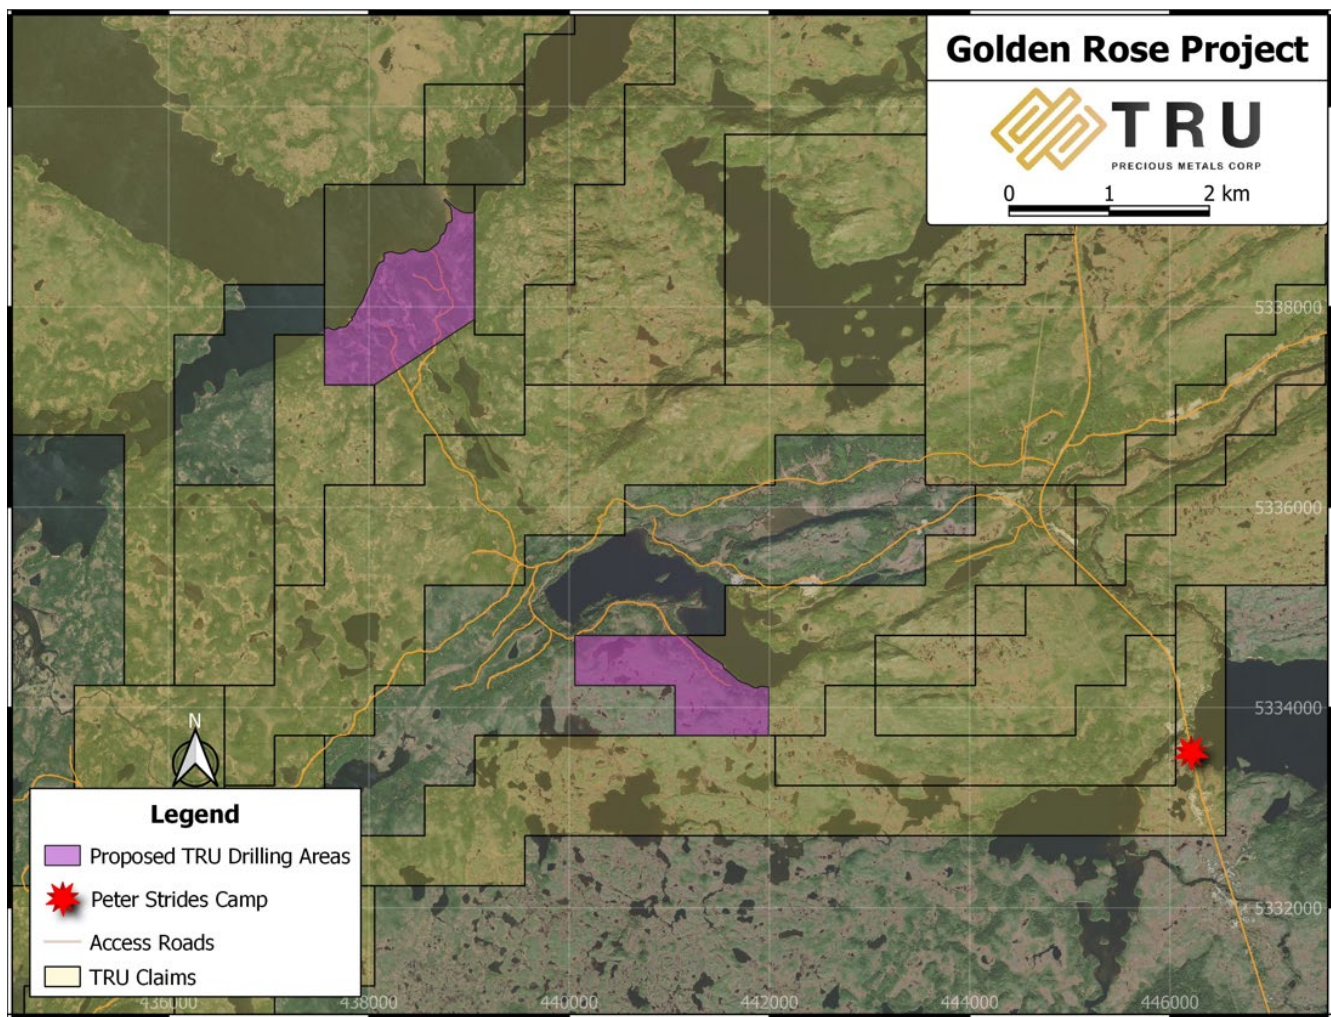 Golden Rose Project
TRU
PRECIOUS METALS CORP
0 1 2 km
5338000
5336000
5334000
5332000
N
Legend
Proposed TRU Drilling Areas
Peter Strides Camp
Access Roads
TRU Claims
436000 438000 440000 442000 444000 446000